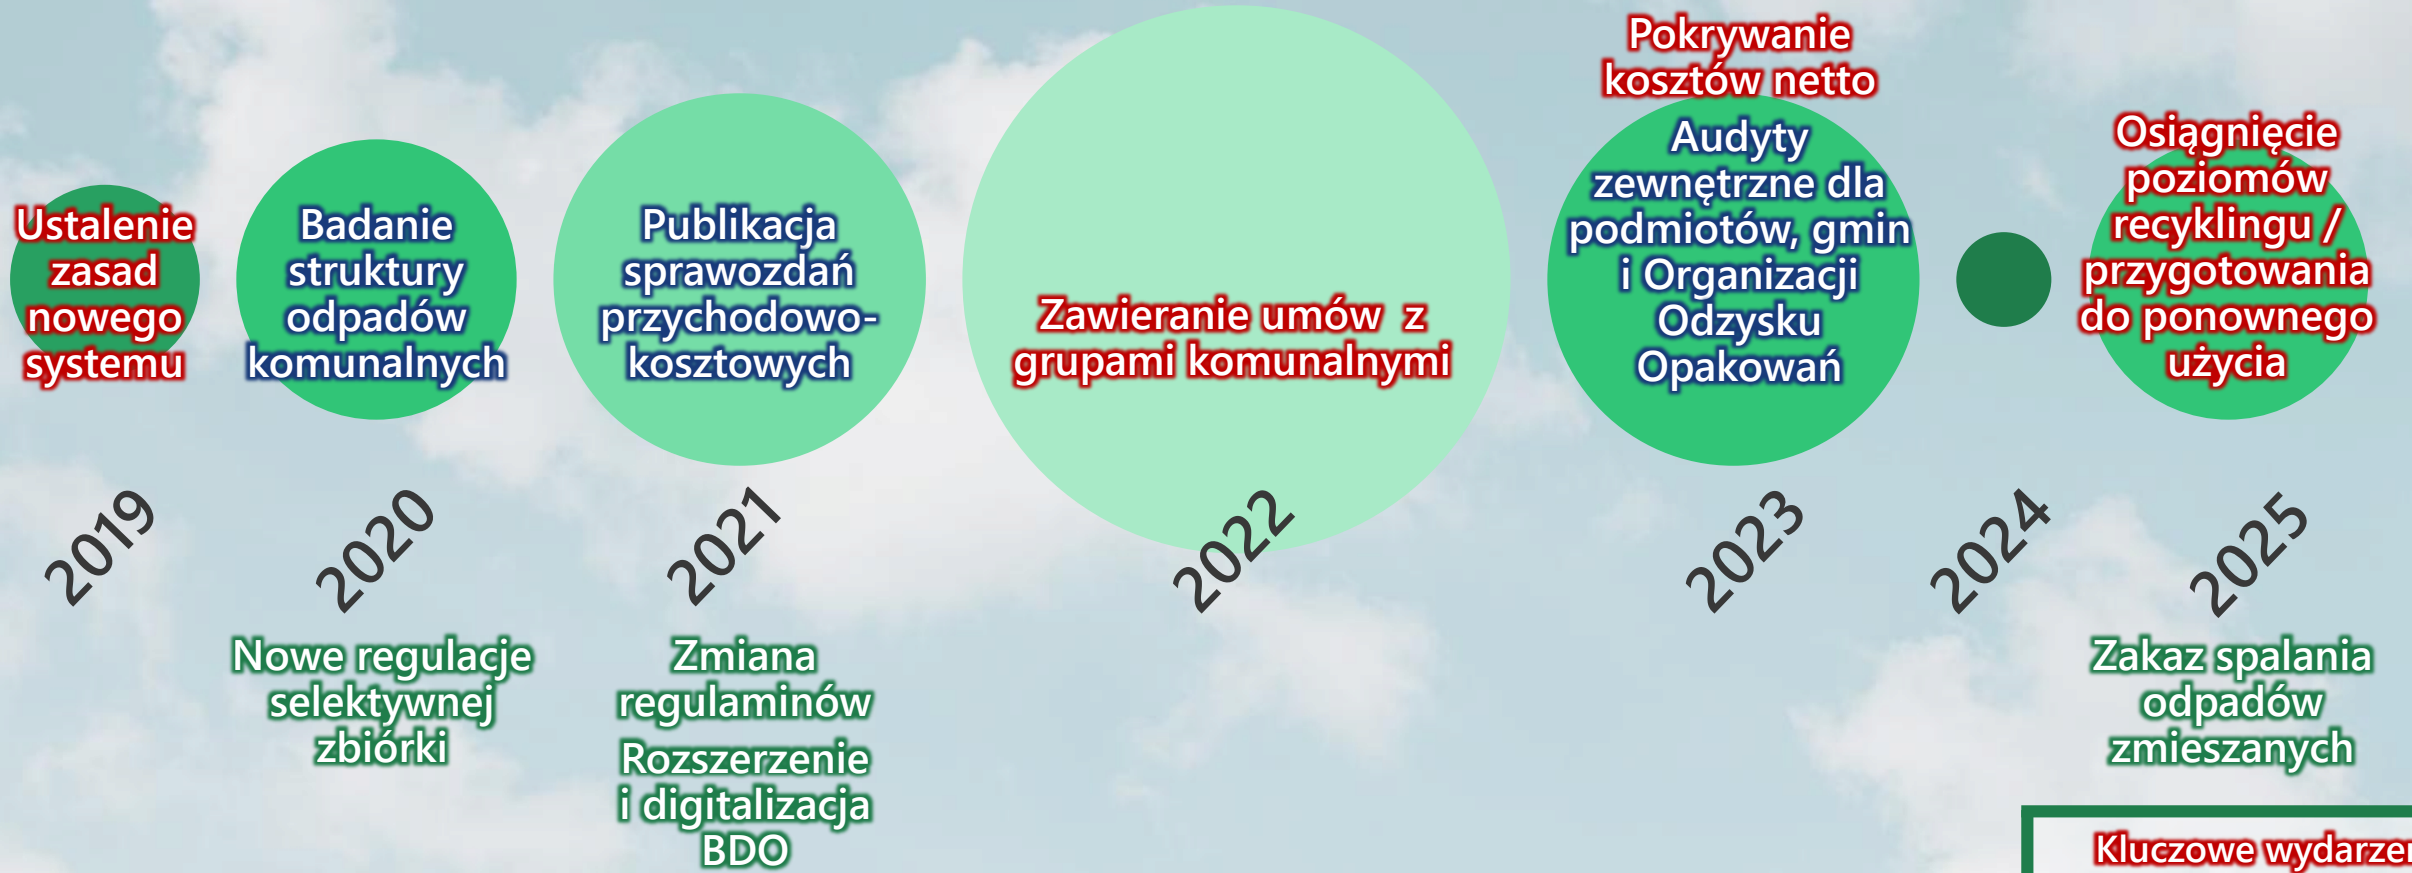 Ustalenie
zasad
nowego
systemu
Badanie
struktury
odpadów
komunalnych
Publikacja
sprawozdań
przychodowo-
kosztowych
Zawieranie umów z
grupami komunalnymi
Pokrywanie
kosztów netto
Audyty
zewnętrzne dla
podmiotów, gmin
i Organizacji
Odzysku
Opakowań
Osiągnięcie
poziomów
recyklingu /
przygotowania
do ponownego
użycia
2019
2020
2021
2022
2023
2024
2025
Nowe regulacje
selektywnej
zbiórki
Zmiana
regulaminów
Rozszerzenie
i digitalizacja
BDO
Zakaz spalania
odpadów
zmieszanych
Kluczowe